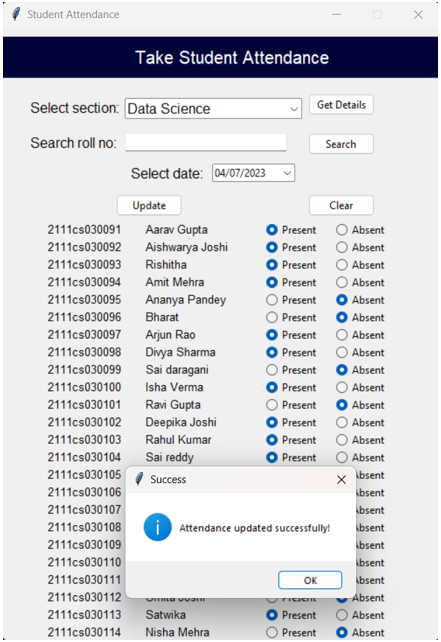 Student Attendance
Take Student Attendance
Select section: Data Science Get Details
Search roll no: Search
Select date: 04/07/2023
Update Clear
2111cs030091 Aarav Gupta Present Absent
2111cs030092 Aishwarya Joshi Present Absent
2111cs030093 Rishitha Present Absent
2111cs030094 Amit Mehra Present Absent
2111cs030095 Ananya Pandey Present Absent
2111cs030096 Bharat Present Absent
2111cs030097 Arjun Rao Present Absent
2111cs030098 Divya Sharma Present Absent
2111cs030099 Sai daragani Present Absent
2111cs030100 Isha Verma Present Absent
2111cs030101 Ravi Gupta Present Absent
2111cs030102 Deepika Joshi Present Absent
2111cs030103 Rahul Kumar Present Absent
2111cs030104 Sai reddy Present Absent
2111cs030105 Absent
2111cs030106 Absent
2111cs030107 Absent
2111cs030108 Absent
2111cs030109 Absent
2111cs030110 Absent
2111cs030111 Absent
Success
Attendance updated successfully!
OK
2111cs030112 Smita Joshi Present Absent
2111cs030113 Satwika Present Absent
2111cs030114 Nisha Mehra Present Absent